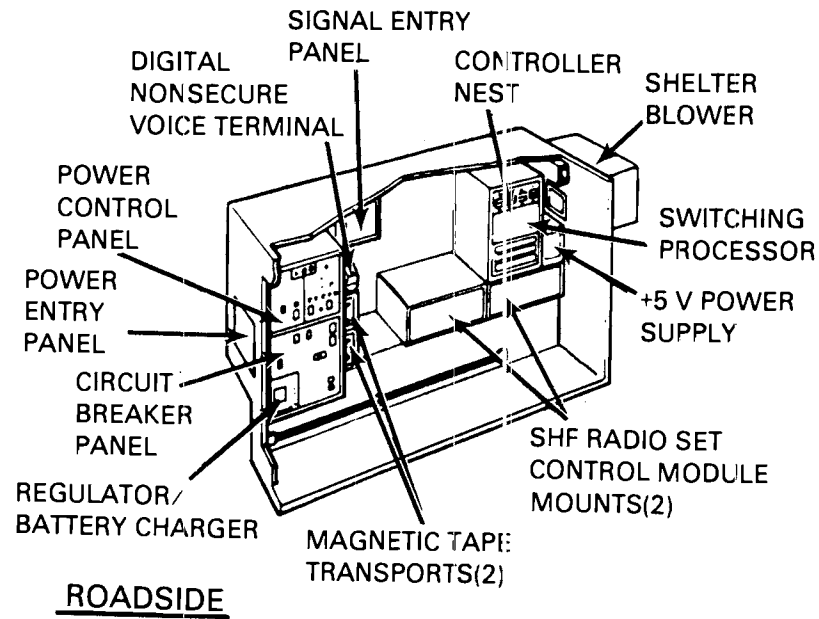 SIGNAL ENTRY
PANEL
DIGITAL
NONSECURE
VOICE TERMINAL
CONTROLLER
NEST
SHELTER
BLOWER
POWER
CONTROL
PANEL
SWITCHING
PROCESSOR
POWER
ENTRY
PANEL
+5 V POWER
SUPPLY
CIRCUIT
BREAKER
PANEL
SHF RADIO SET
CONTROL MODULE
MOUNTS(2)
REGULATOR/
BATTERY CHARGER
MAGNETIC TAPE
TRANSPORTS(2)
ROADSIDE